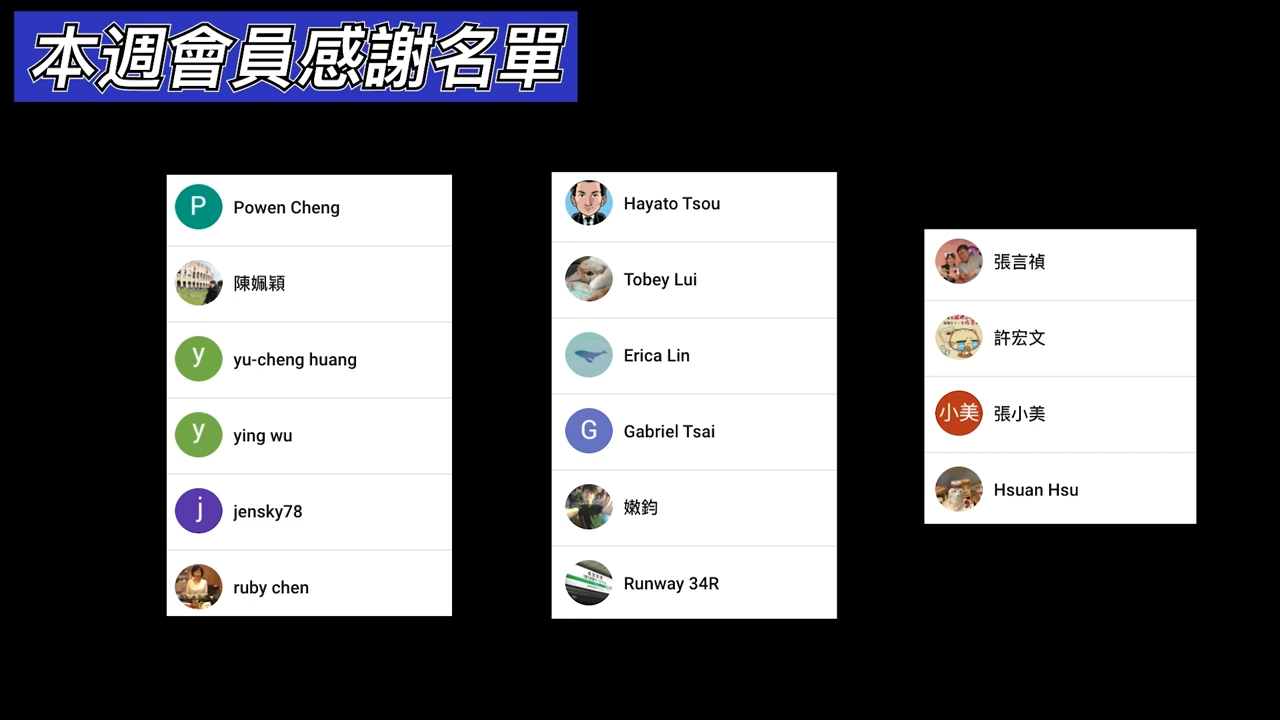 本週會員感謝名單
P
Powen Cheng
陳姵穎
y
yu-cheng huang
y
ying wu
j
jensky78
ruby chen
Hayato Tsou
Tobey Lui
Erica Lin
G
Gabriel Tsai
嫩鈞
Runway 34R
張言禎
許宏文
小美
張小美
Hsuan Hsu